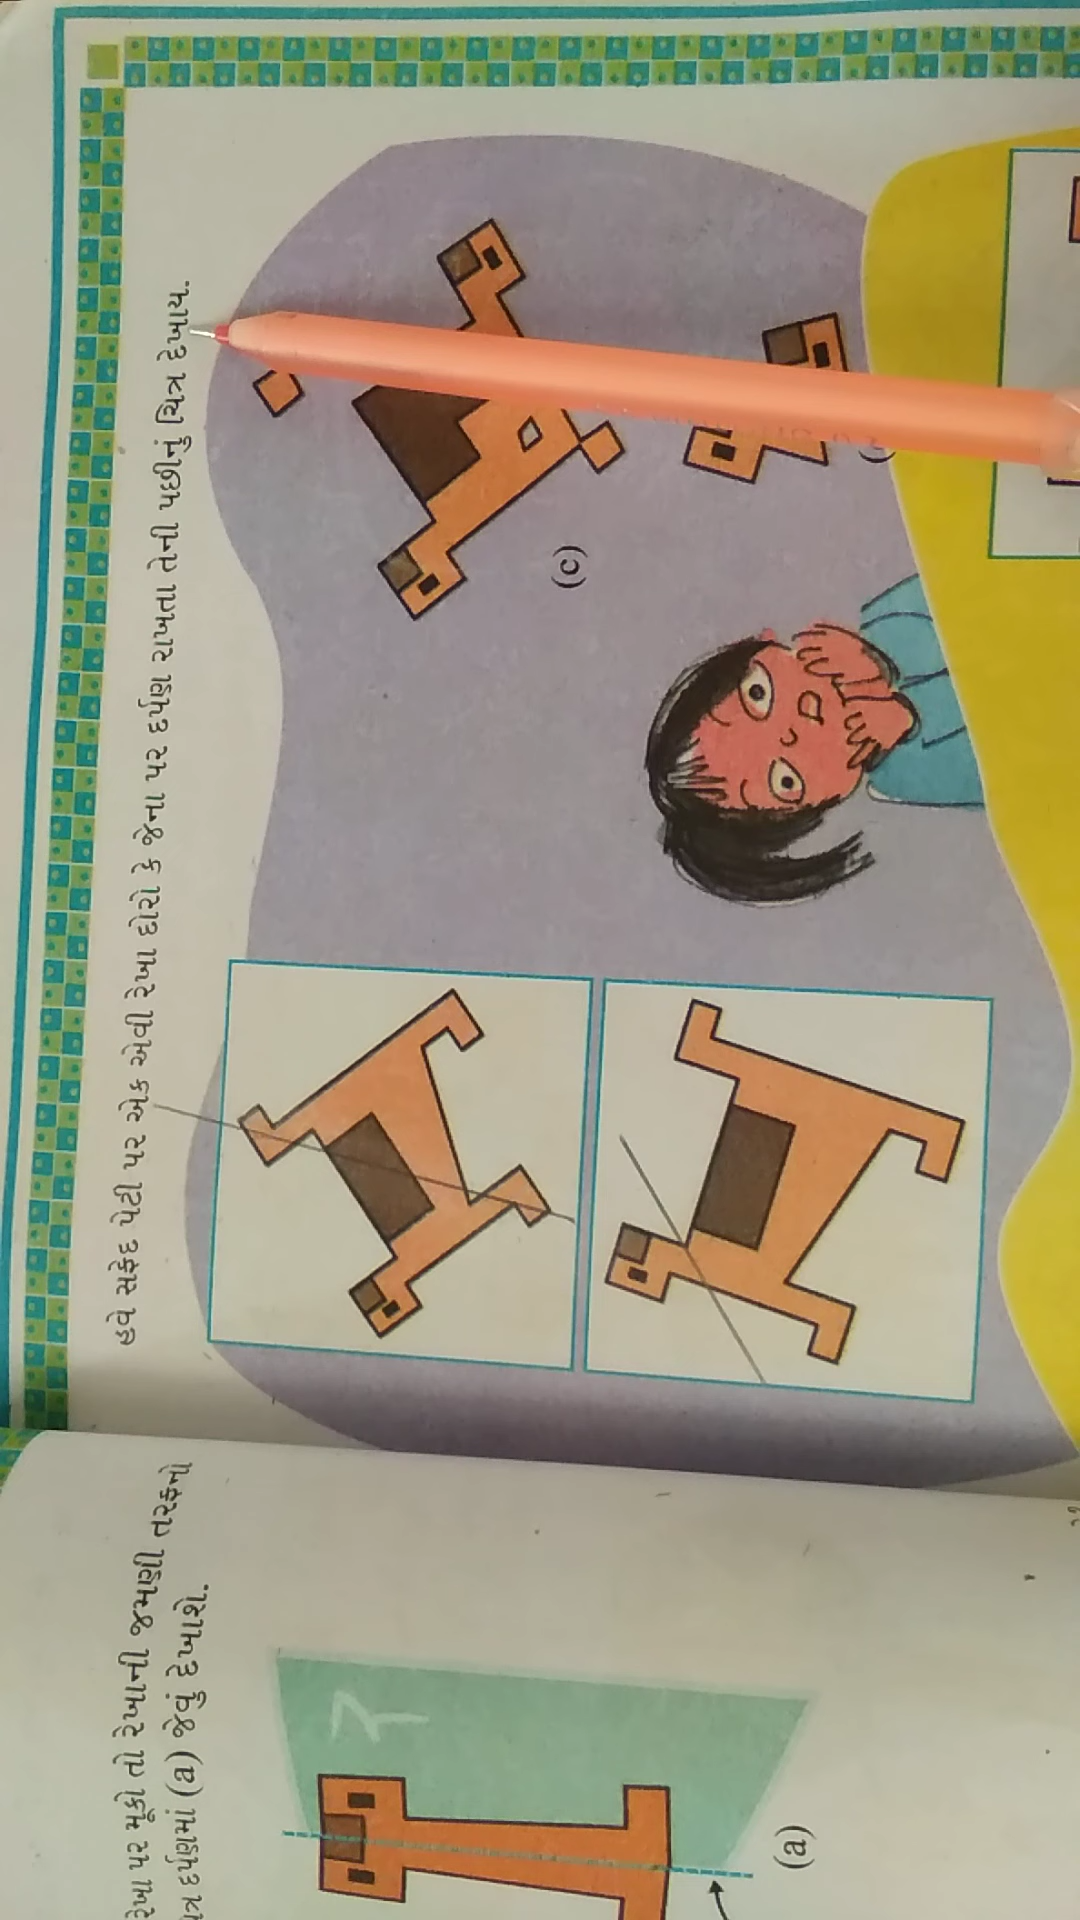 હવે સફેદ પેટી પર એક એવી રેખા દોરો કે જેના પર દર્પણ રાખતા તેની પછીનું ચિત્ર દેખાય.
(c)
રેખા પર મૂકો તો રેખાની જમણી તરફનો
દર્પણમાં (a) જેવું દેખાશે.
(a)